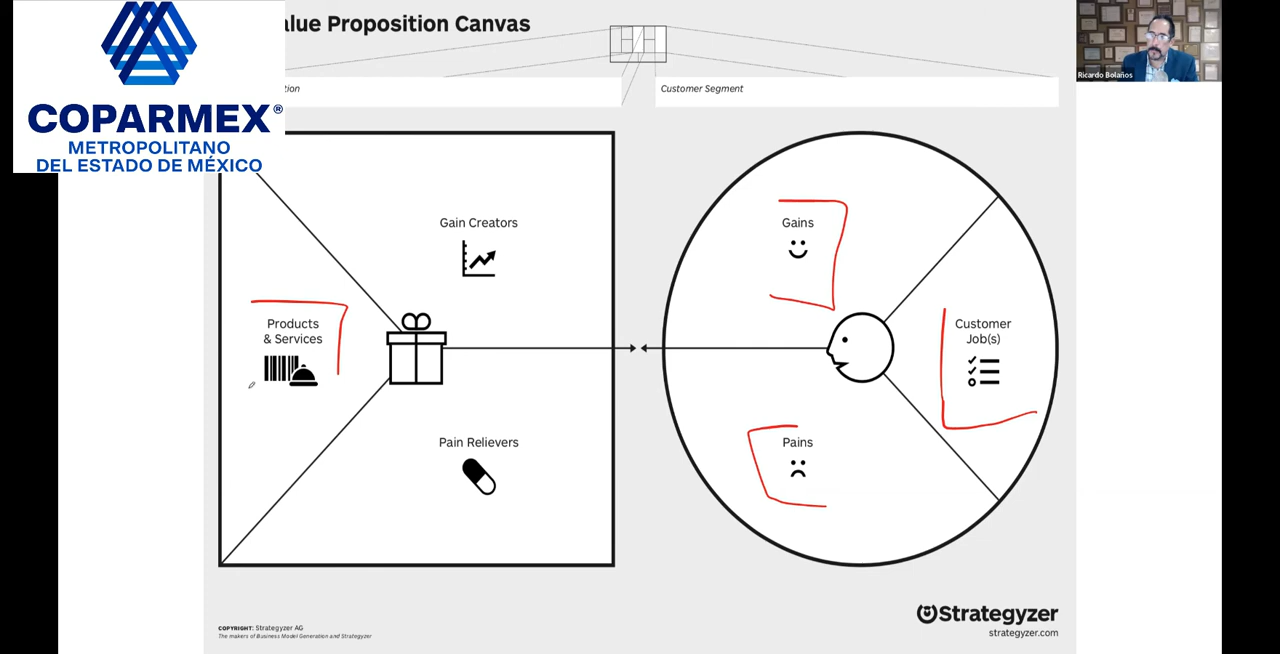 COPARMEX®
METROPOLITANO
DEL ESTADO DE MÉXICO
alue Proposition Canvas
Ricardo Bolaños
tion
Customer Segment
Gain Creators
Gains
Products
& Services
Customer
Job(s)
Pain Relievers
Pains
COPYRIGHT: Strategyzer AG
The makers of Business Model Generation and Strategyzer
Strategyzer
strategyzer.com